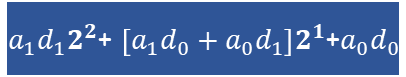 a₁d₁2²+ [a₁d₀ + a₀d₁]2¹+a₀d₀